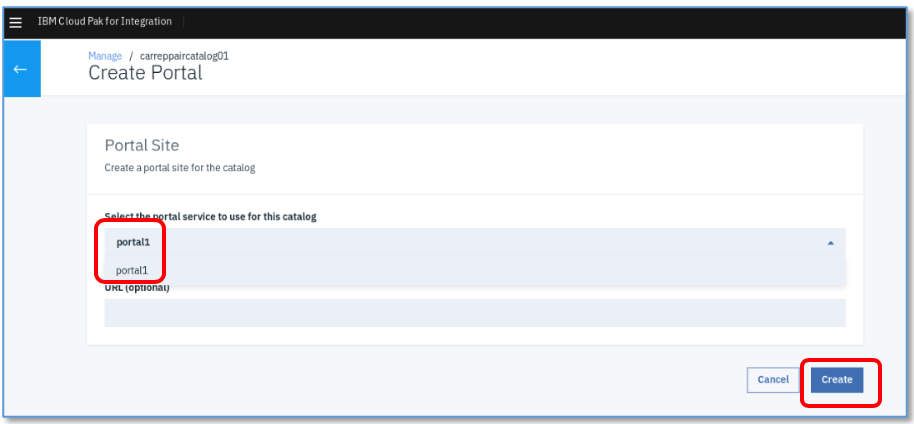 IBM Cloud Pak for Integration
Manage / carreppaircatalog01
Create Portal
Portal Site
Create a portal site for the catalog
Select the portal service to use for this catalog
portal1
portal1
URL (optional)
Cancel Create